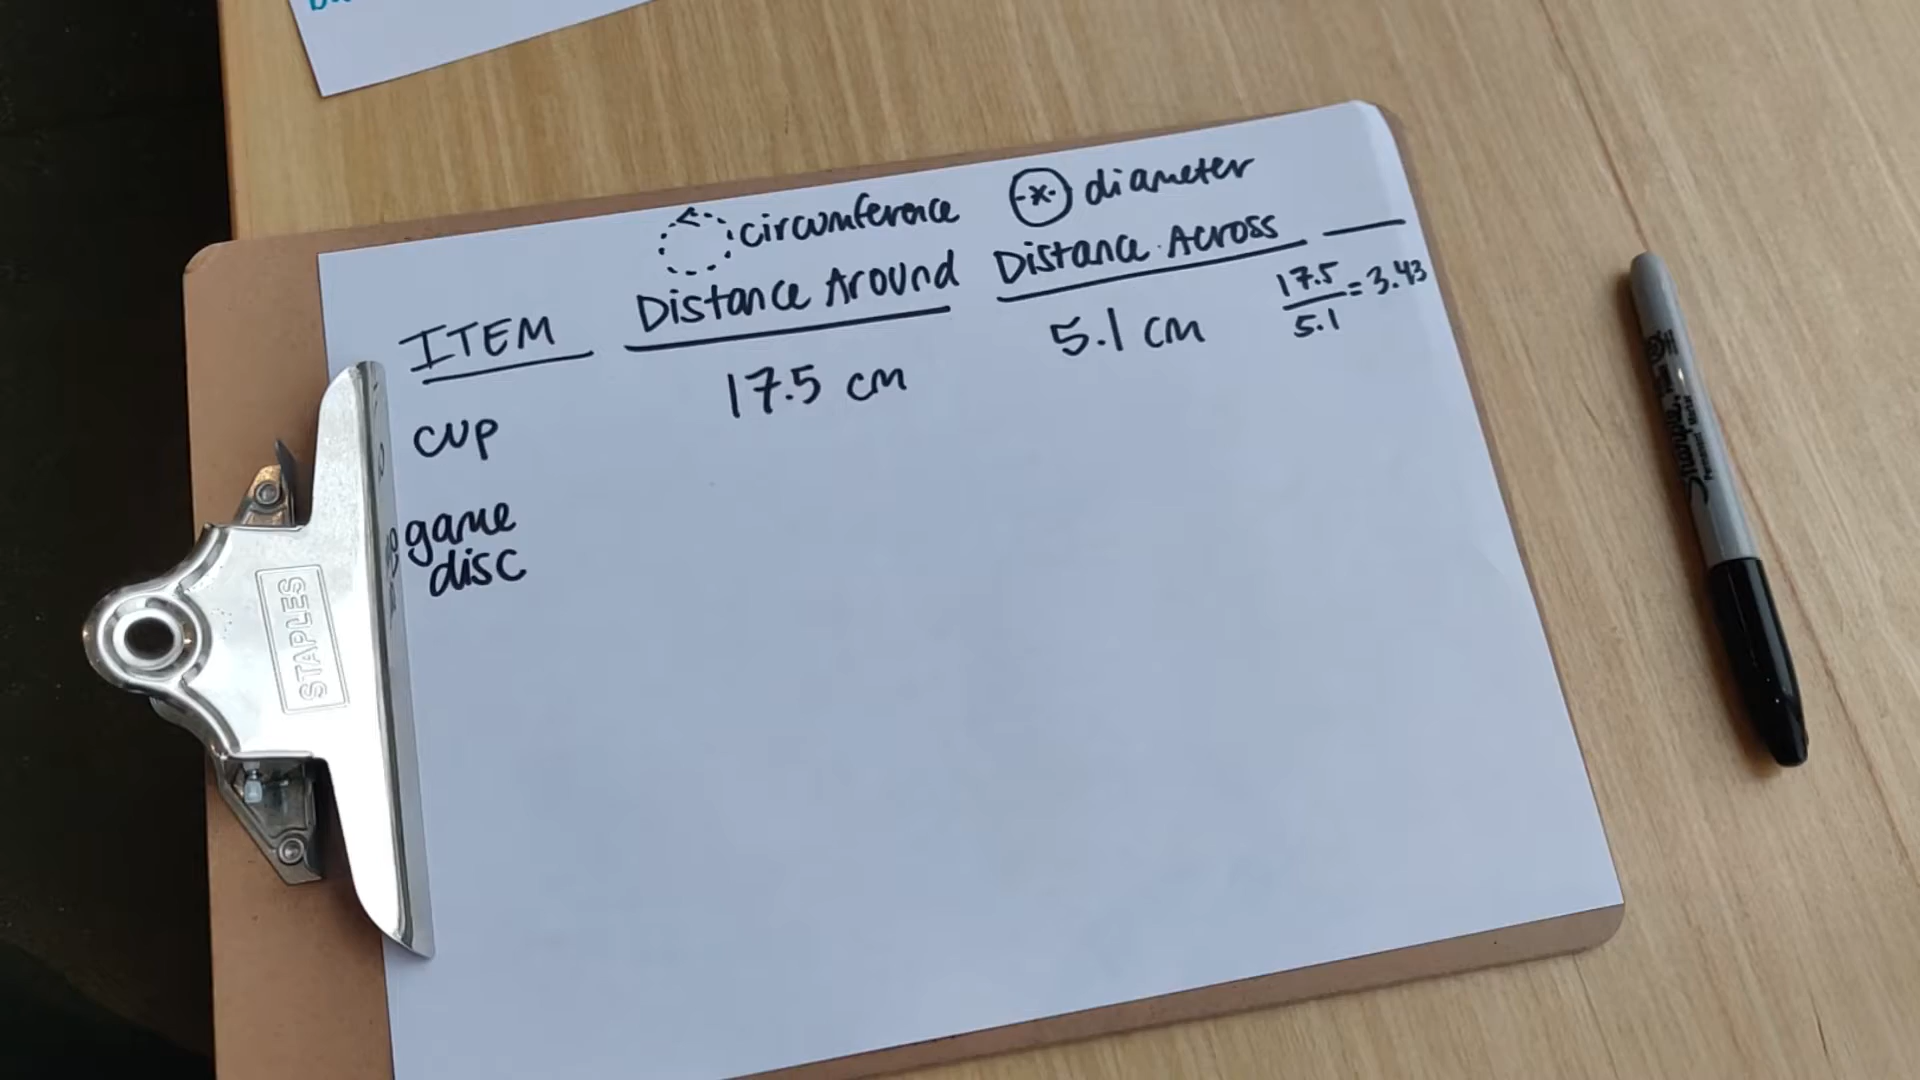 circumference
diameter
ITEM
Distance Around
Distance Across
cup
17.5 cm
5.1 cm
17.5
5.1
= 3.43
game
disc
STAPLES
Sharpie